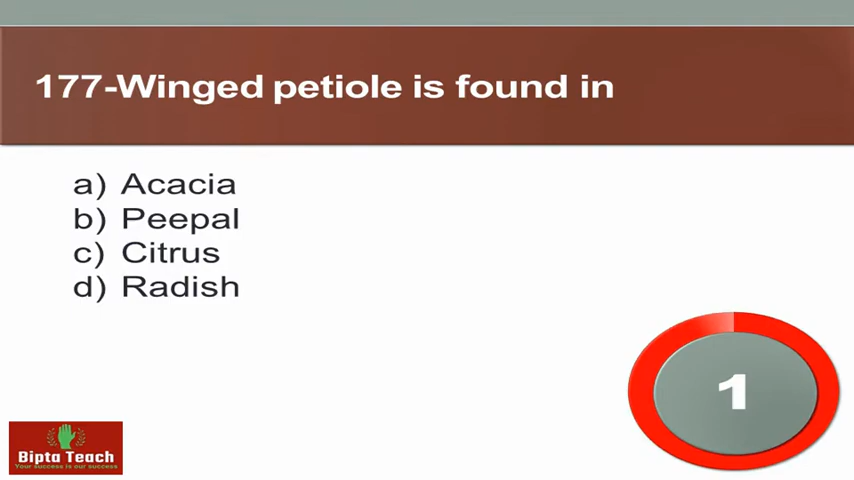 177-Winged petiole is found in
a) Acacia
b) Peepal
c) Citrus
d) Radish
1
Bipta Teach
Your success is our success